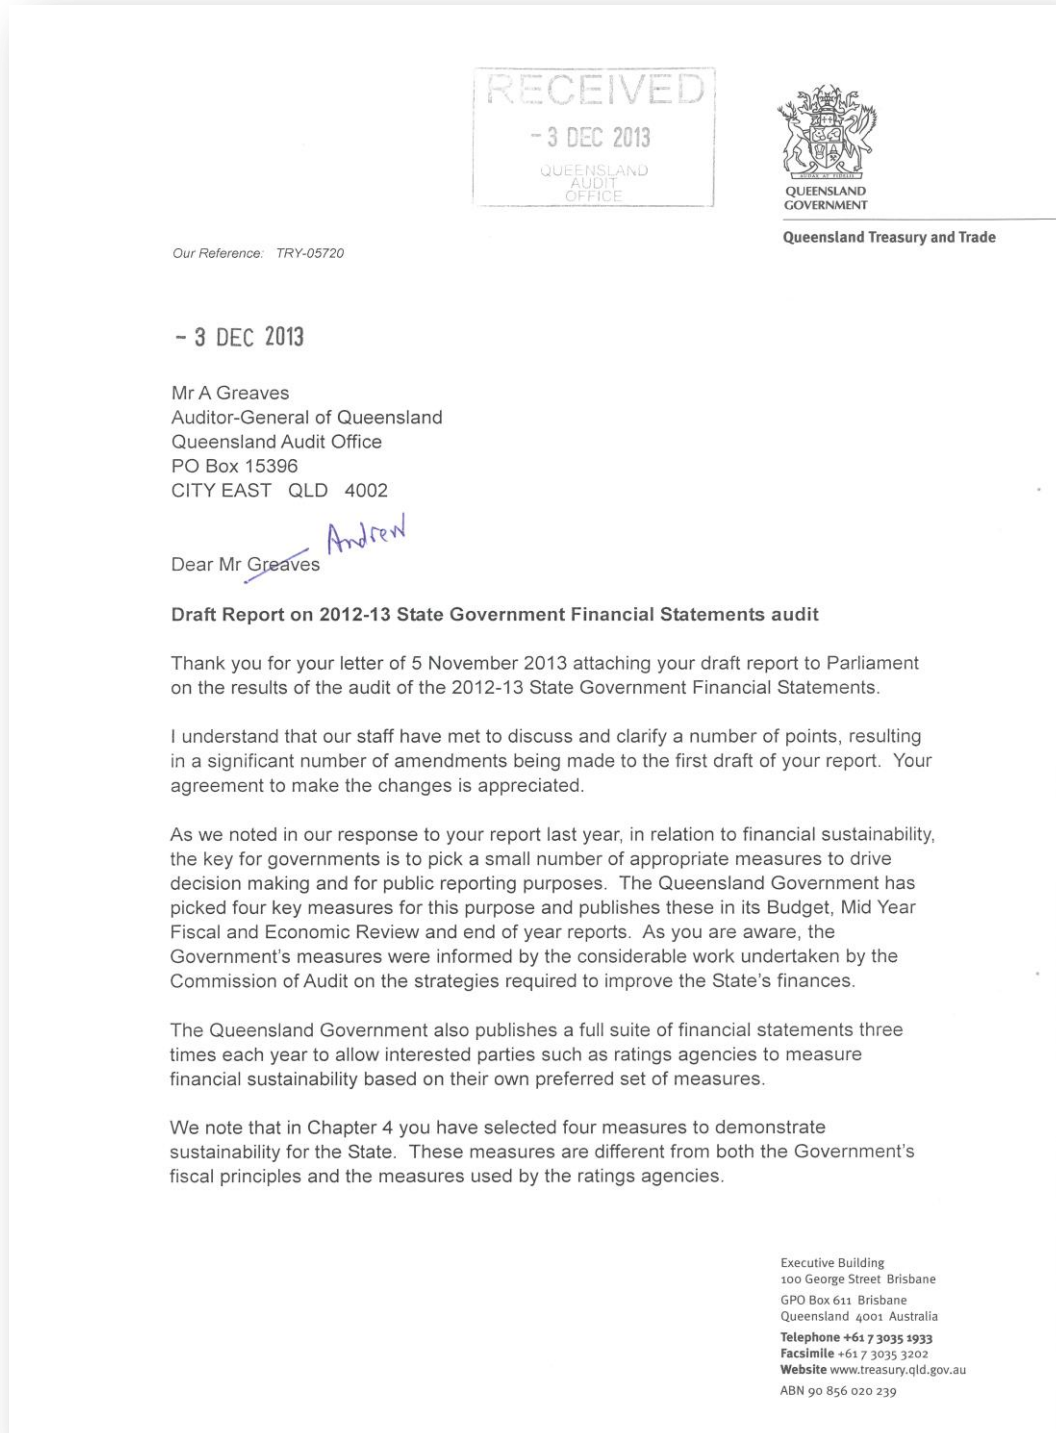 RECEIVED
- 3 DEC 2013
QUEENSLAND
AUDIT
OFFICE
QUEENSLAND
GOVERNMENT
Queensland Treasury and Trade
Our Reference: TRY-05720
- 3 DEC 2013
Mr A Greaves
Auditor-General of Queensland
Queensland Audit Office
PO Box 15396
CITY EAST QLD 4002
Andrew
Dear Mr Greaves
Draft Report on 2012-13 State Government Financial Statements audit
Thank you for your letter of 5 November 2013 attaching your draft report to Parliament
on the results of the audit of the 2012-13 State Government Financial Statements.
I understand that our staff have met to discuss and clarify a number of points, resulting
in a significant number of amendments being made to the first draft of your report. Your
agreement to make the changes is appreciated.
As we noted in our response to your report last year, in relation to financial sustainability,
the key for governments is to pick a small number of appropriate measures to drive
decision making and for public reporting purposes. The Queensland Government has
picked four key measures for this purpose and publishes these in its Budget, Mid Year
Fiscal and Economic Review and end of year reports. As you are aware, the
Government's measures were informed by the considerable work undertaken by the
Commission of Audit on the strategies required to improve the State's finances.
The Queensland Government also publishes a full suite of financial statements three
times each year to allow interested parties such as ratings agencies to measure
financial sustainability based on their own preferred set of measures.
We note that in Chapter 4 you have selected four measures to demonstrate
sustainability for the State. These measures are different from both the Government's
fiscal principles and the measures used by the ratings agencies.
Executive Building
100 George Street Brisbane
GPO Box 611 Brisbane
Queensland 4001 Australia
Telephone +61 7 3035 1933
Facsimile +61 7 3035 3202
Website www.treasury.qld.gov.au
ABN 90 856 020 239